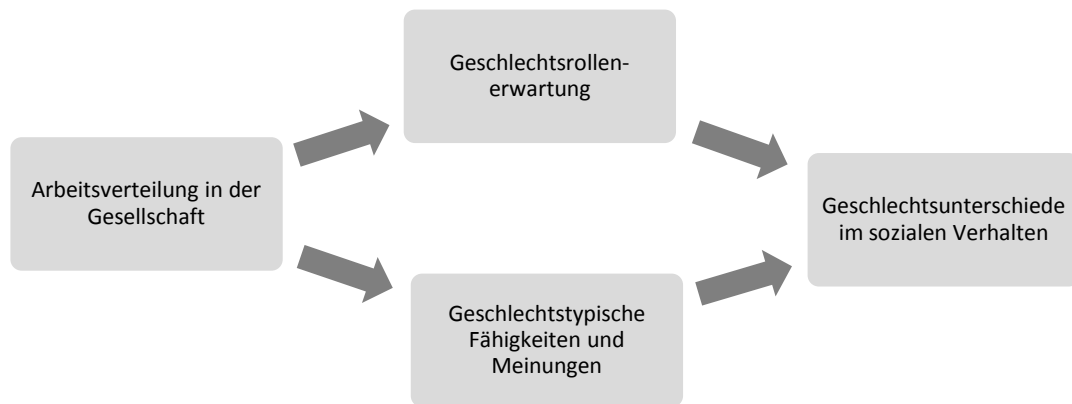 Geschlechtsrollen-
erwartung
Arbeitsverteilung in der
Gesellschaft
Geschlechtsunterschiede
im sozialen Verhalten
Geschlechtstypische
Fähigkeiten und
Meinungen